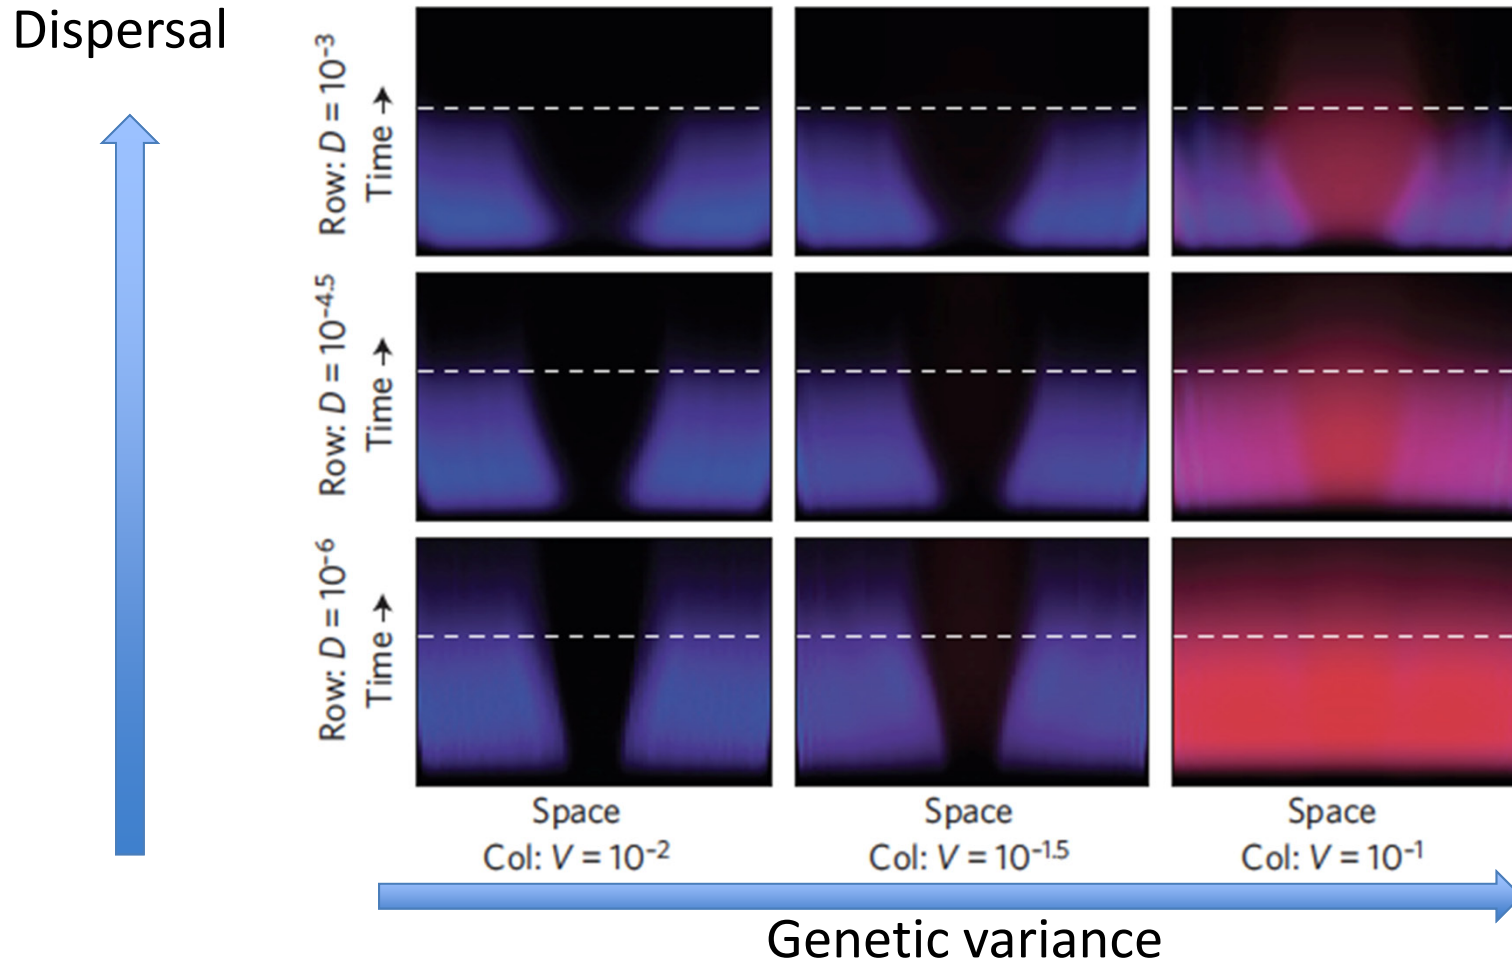 Dispersal
Row: D = 10⁻³
Time →
Row: D = 10⁻⁴·⁵
Time →
Row: D = 10⁻⁶
Time →
Space
Space
Space
Col: V = 10⁻²
Col: V = 10⁻¹·⁵
Col: V = 10⁻¹
Genetic variance